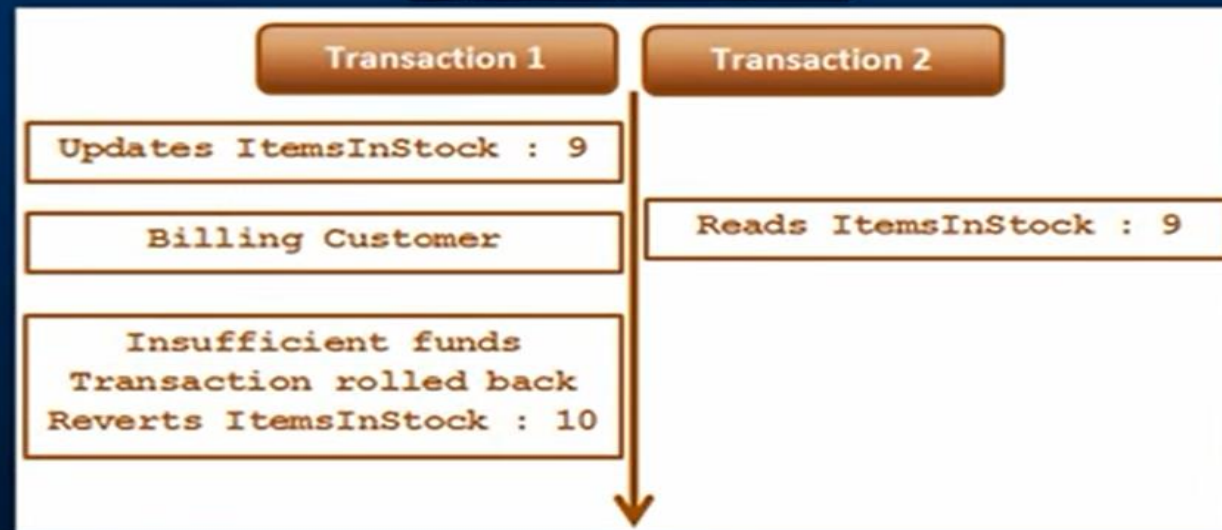 Transaction 1
Transaction 2
Updates ItemsInStock : 9
Reads ItemsInStock : 9
Billing Customer
Insufficient funds
Transaction rolled back
Reverts ItemsInStock : 10